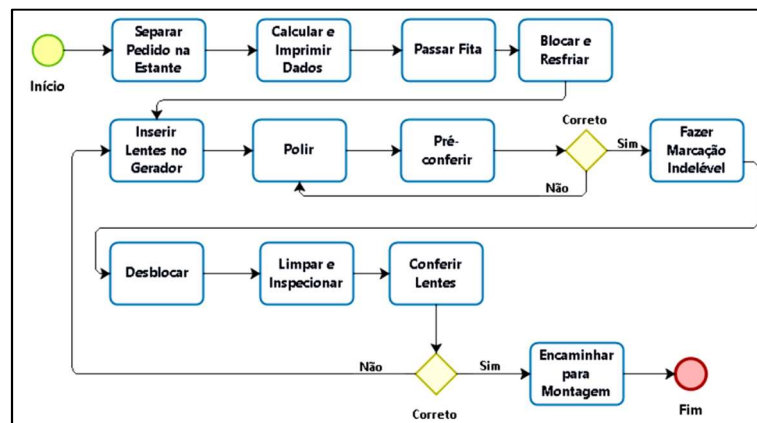 Separar
Pedido na
Estante
Calcular e
Imprimir
Dados
Passar Fita
Blocar e
Resfriar
Início
Inserir
Lentes no
Gerador
Polir
Pré-
conferir
Correto
Sim
Não
Fazer
Marcação
Indelével
Desblocar
Limpar e
Inspecionar
Conferir
Lentes
Não
Sim
Correto
Encaminhar
para
Montagem
Fim